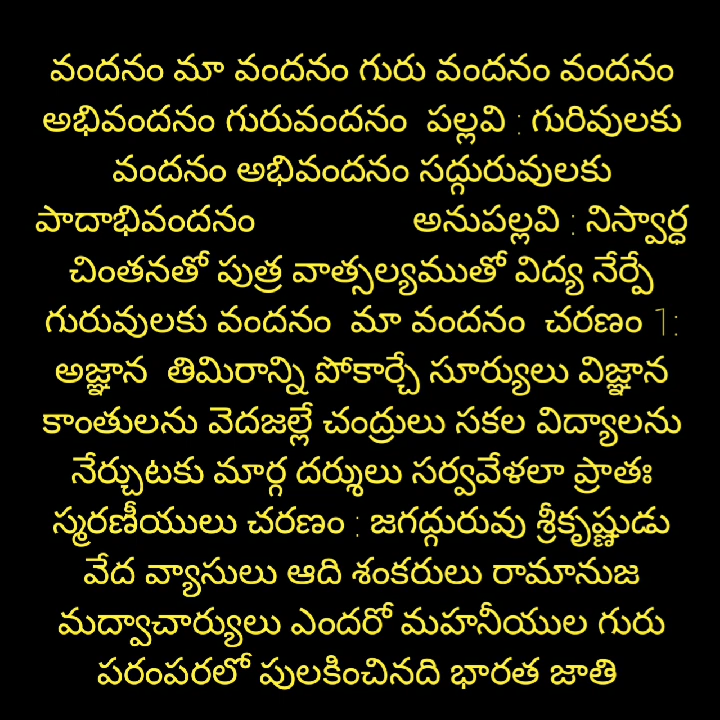 వందనం మా వందనం గురు వందనం వందనం
అభివందనం గురువందనం  పల్లవి : గురివులకు
వందనం అభివందనం సద్గురువులకు
పాదాభివందనం                అనుపల్లవి : నిస్వార్ధ
చింతనతో పుత్ర వాత్సల్యముతో విద్య నేర్పే
గురువులకు వందనం  మా వందనం  చరణం 1:
అజ్ఞాన  తిమిరాన్ని పోకార్చే సూర్యులు విజ్ఞాన
కాంతులను వెదజల్లే చంద్రులు సకల విద్యాలను
నేర్చుటకు మార్గ దర్శులు సర్వవేళలా ప్రాతః
స్మరణీయులు చరణం : జగద్గురువు శ్రీకృష్ణుడు
వేద వ్యాసులు ఆది శంకరులు రామానుజ
మద్వాచార్యులు ఎందరో మహనీయుల గురు
పరంపరలో పులకించినది భారత జాతి